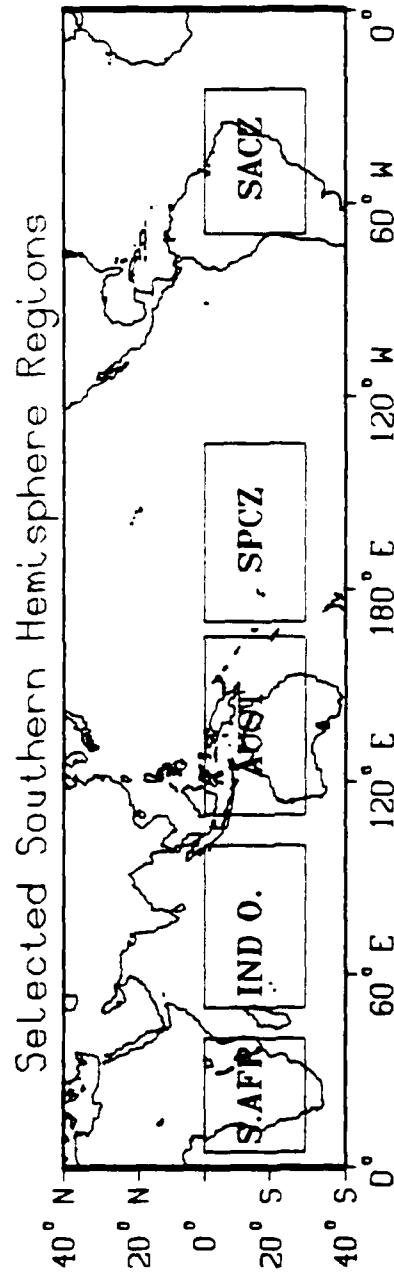 Selected Southern Hemisphere Regions
40° N
20° N
0°
20° S
40° S
S.AFR
IND O.
AUST
SPCZ
SACZ
0°
60° E
120° E
180° E
120° W
60° W
0°